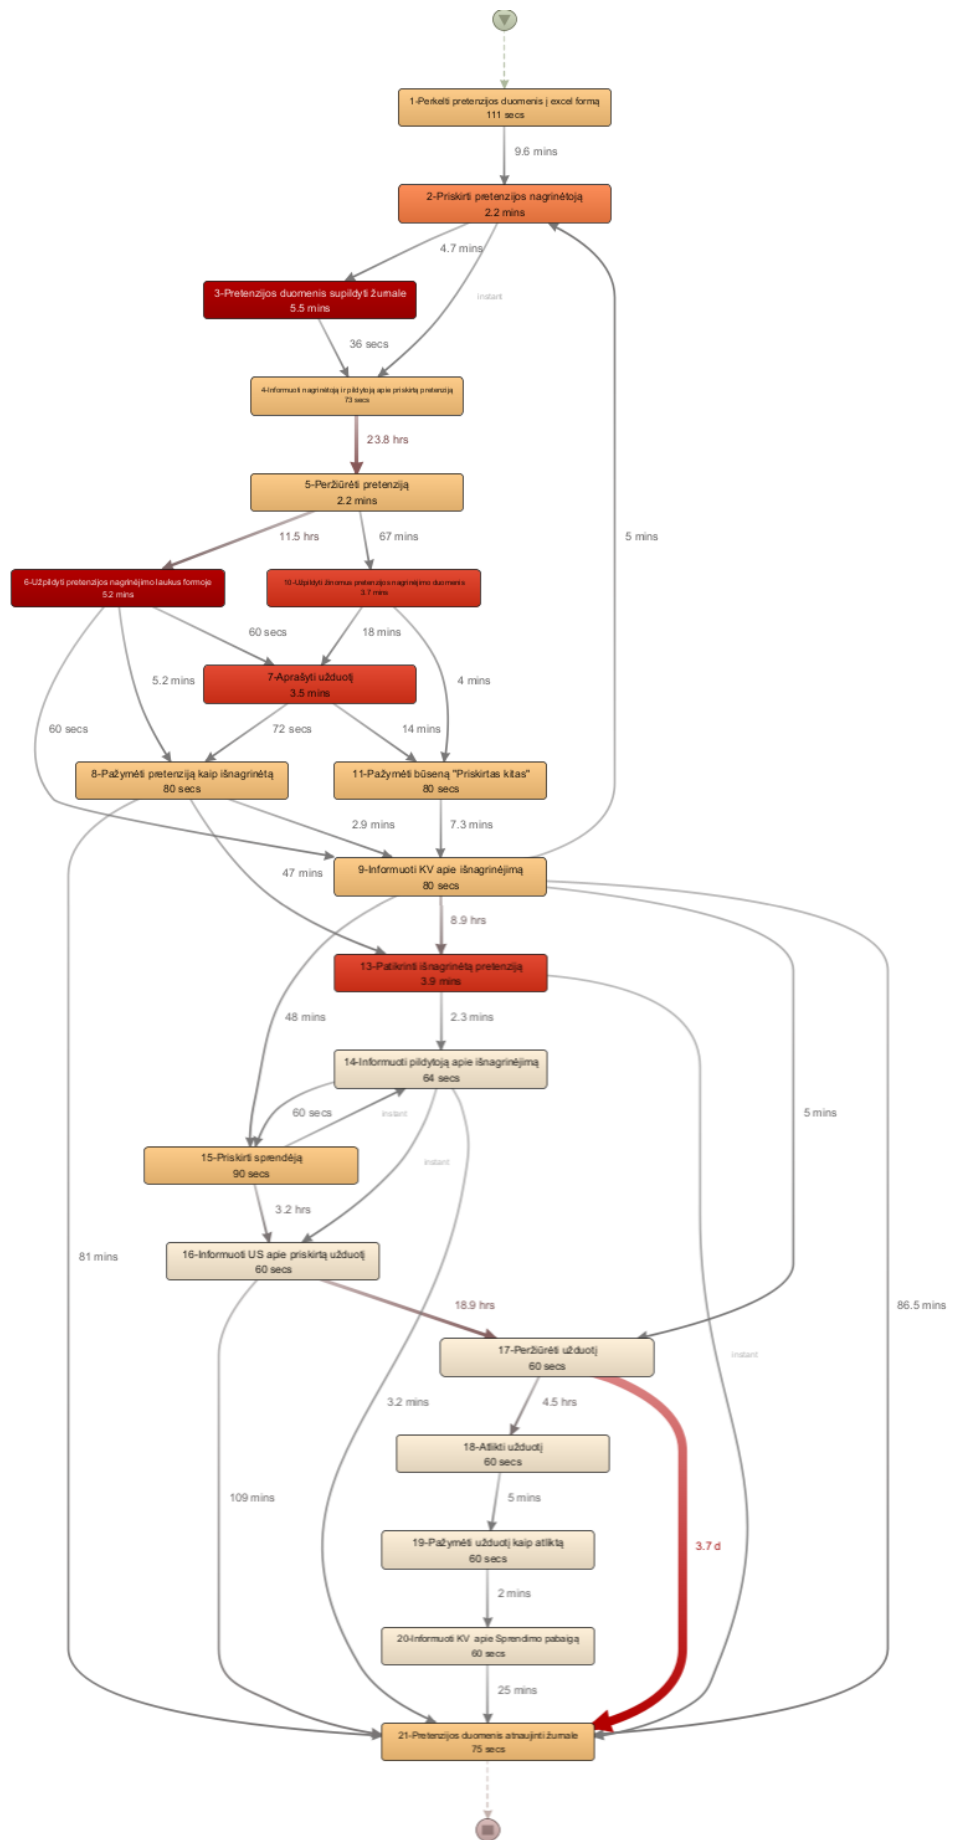 1-Perkelti pretenzijos duomenis į excel formą
111 secs
9.6 mins
2-Priskirti pretenzijos nagrinėtoją
2.2 mins
4.7 mins
instant
3-Pretenzijos duomenis supildyti žurnale
5.5 mins
36 secs
4-Informuoti nagrinėtoją ir pildytoją apie priskirtą pretenziją
73 secs
23.8 hrs
5-Peržiūrėti pretenziją
2.2 mins
11.5 hrs
67 mins
5 mins
6-Užpildyti pretenzijos nagrinėjimo laukus formoje
5.2 mins
10-Užpildyti žinomus pretenzijos nagrinėjimo duomenis
3.7 mins
60 secs
18 mins
7-Aprašyti užduotį
3.5 mins
5.2 mins
4 mins
60 secs
72 secs
14 mins
8-Pažymėti pretenziją kaip išnagrinėtą
80 secs
11-Pažymėti būseną "Priskirtas kitas"
80 secs
2.9 mins
7.3 mins
47 mins
9-Informuoti KV apie išnagrinėjimą
80 secs
8.9 hrs
13-Patikrinti išnagrinėtą pretenziją
3.9 mins
48 mins
2.3 mins
14-Informuoti pildytoją apie išnagrinėjimą
64 secs
60 secs
instant
5 mins
15-Priskirti sprendėją
90 secs
instant
3.2 hrs
16-Informuoti US apie priskirtą užduotį
60 secs
81 mins
18.9 hrs
86.5 mins
17-Peržiūrėti užduotį
60 secs
instant
3.2 mins
4.5 hrs
18-Atlikti užduotį
60 secs
109 mins
5 mins
19-Pažymėti užduotį kaip atliktą
60 secs
3.7 d
2 mins
20-Informuoti KV apie Sprendimo pabaigą
60 secs
25 mins
21-Pretenzijos duomenis atnaujinti žurnale
75 secs